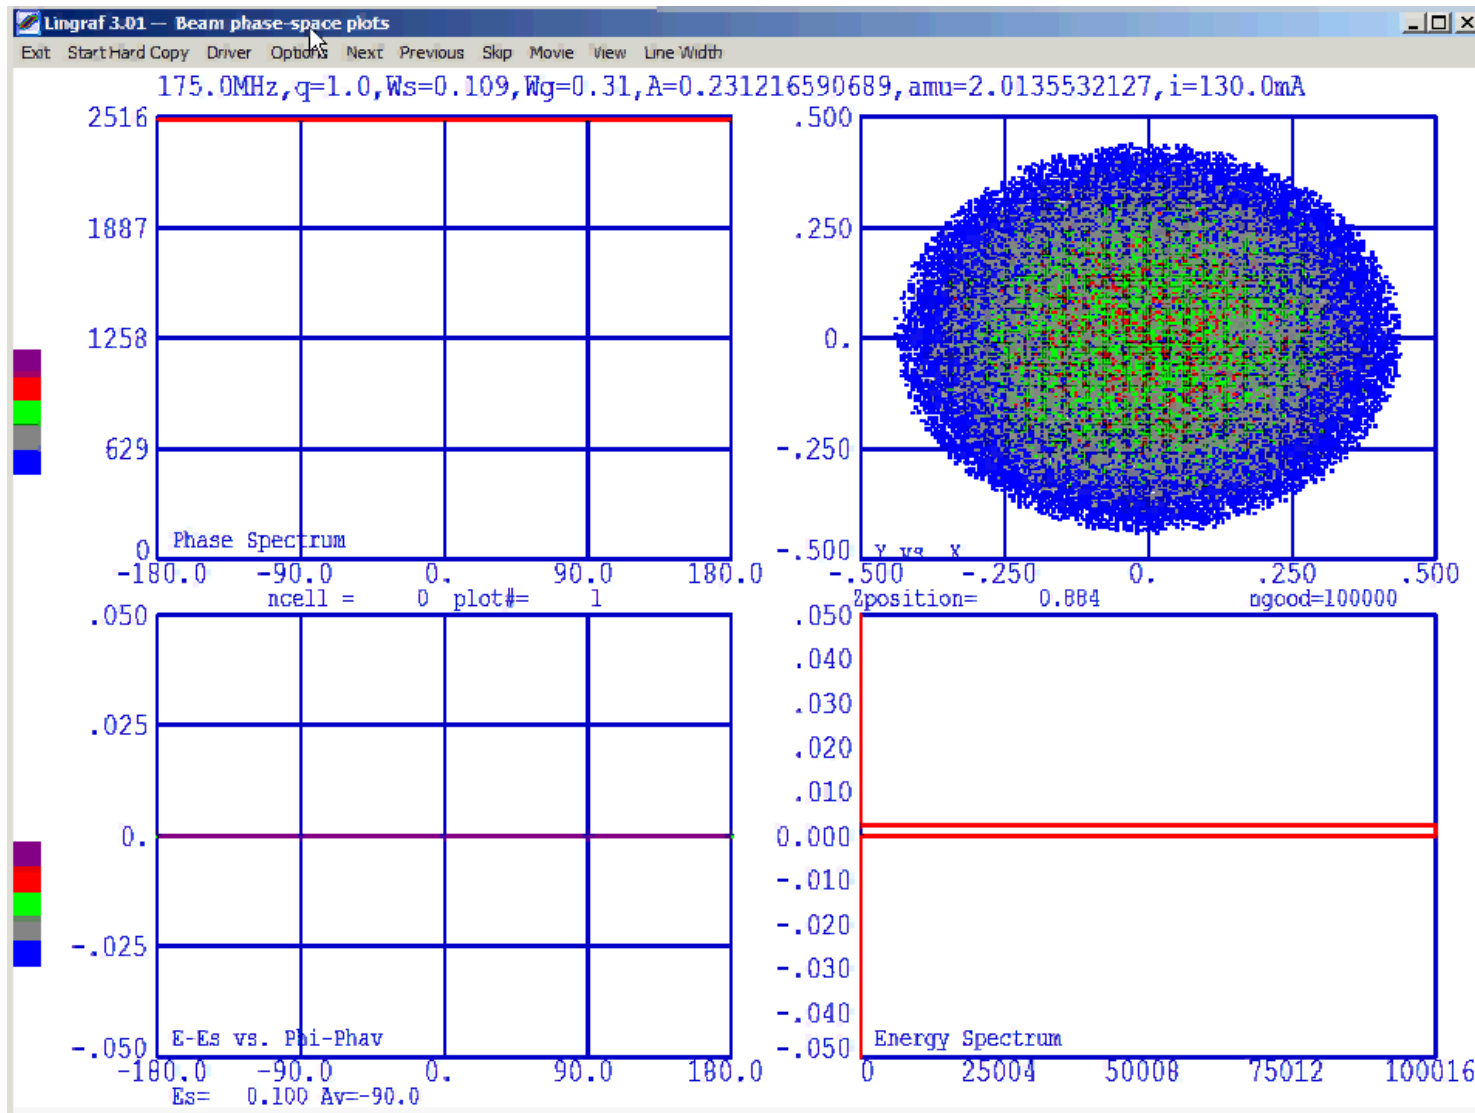 Lingraf 3.01 — Beam phase-space plots
Exit Start Hard Copy Driver Options Next Previous Skip Movie View Line Width
175.0MHz,q=1.0,Ws=0.109,Wg=0.31,A=0.231216590689,amu=2.0135532127,i=130.0mA
2516
1887
1258
629
0
Phase Spectrum
-180.0 -90.0 0. 90.0 180.0
.500
.250
0.
-.250
-.500
Y vs. X
-.500 -.250 0. .250 .500
ncell = 0 plot#= 1
Zposition= 0.884 ngood=100000
.050
.025
0.
-.025
-.050
E-Es vs. Phi-Phav
-180.0 -90.0 0. 90.0 180.0
Es= 0.100 Av=-90.0
.050
.040
.030
.020
.010
0.000
-.010
-.020
-.030
-.040
-.050
Energy Spectrum
0 25004 50008 75012 100016